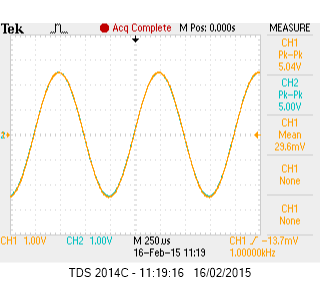 Tek Acq Complete M Pos: 0.000s MEASURE
CH1
Pk-Pk
5.04V
CH2
Pk-Pk
5.00V
CH1
Mean
29.6mV
CH1
None
CH1
None
2
CH1 1.00V CH2 1.00V M 250µs CH1 / -13.7mV
16-Feb-15 11:19 1.00000kHz
TDS 2014C - 11:19:16 16/02/2015